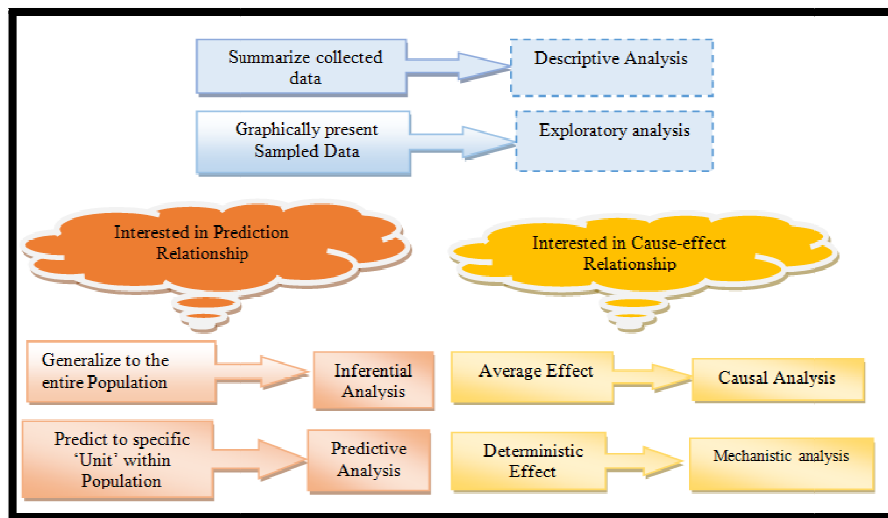 Summarize collected
data
Descriptive Analysis
Graphically present
Sampled Data
Exploratory analysis
Interested in Prediction
Relationship
Interested in Cause-effect
Relationship
Generalize to the
entire Population
Inferential
Analysis
Average Effect
Causal Analysis
Predict to specific
‘Unit’ within
Population
Predictive
Analysis
Deterministic
Effect
Mechanistic analysis